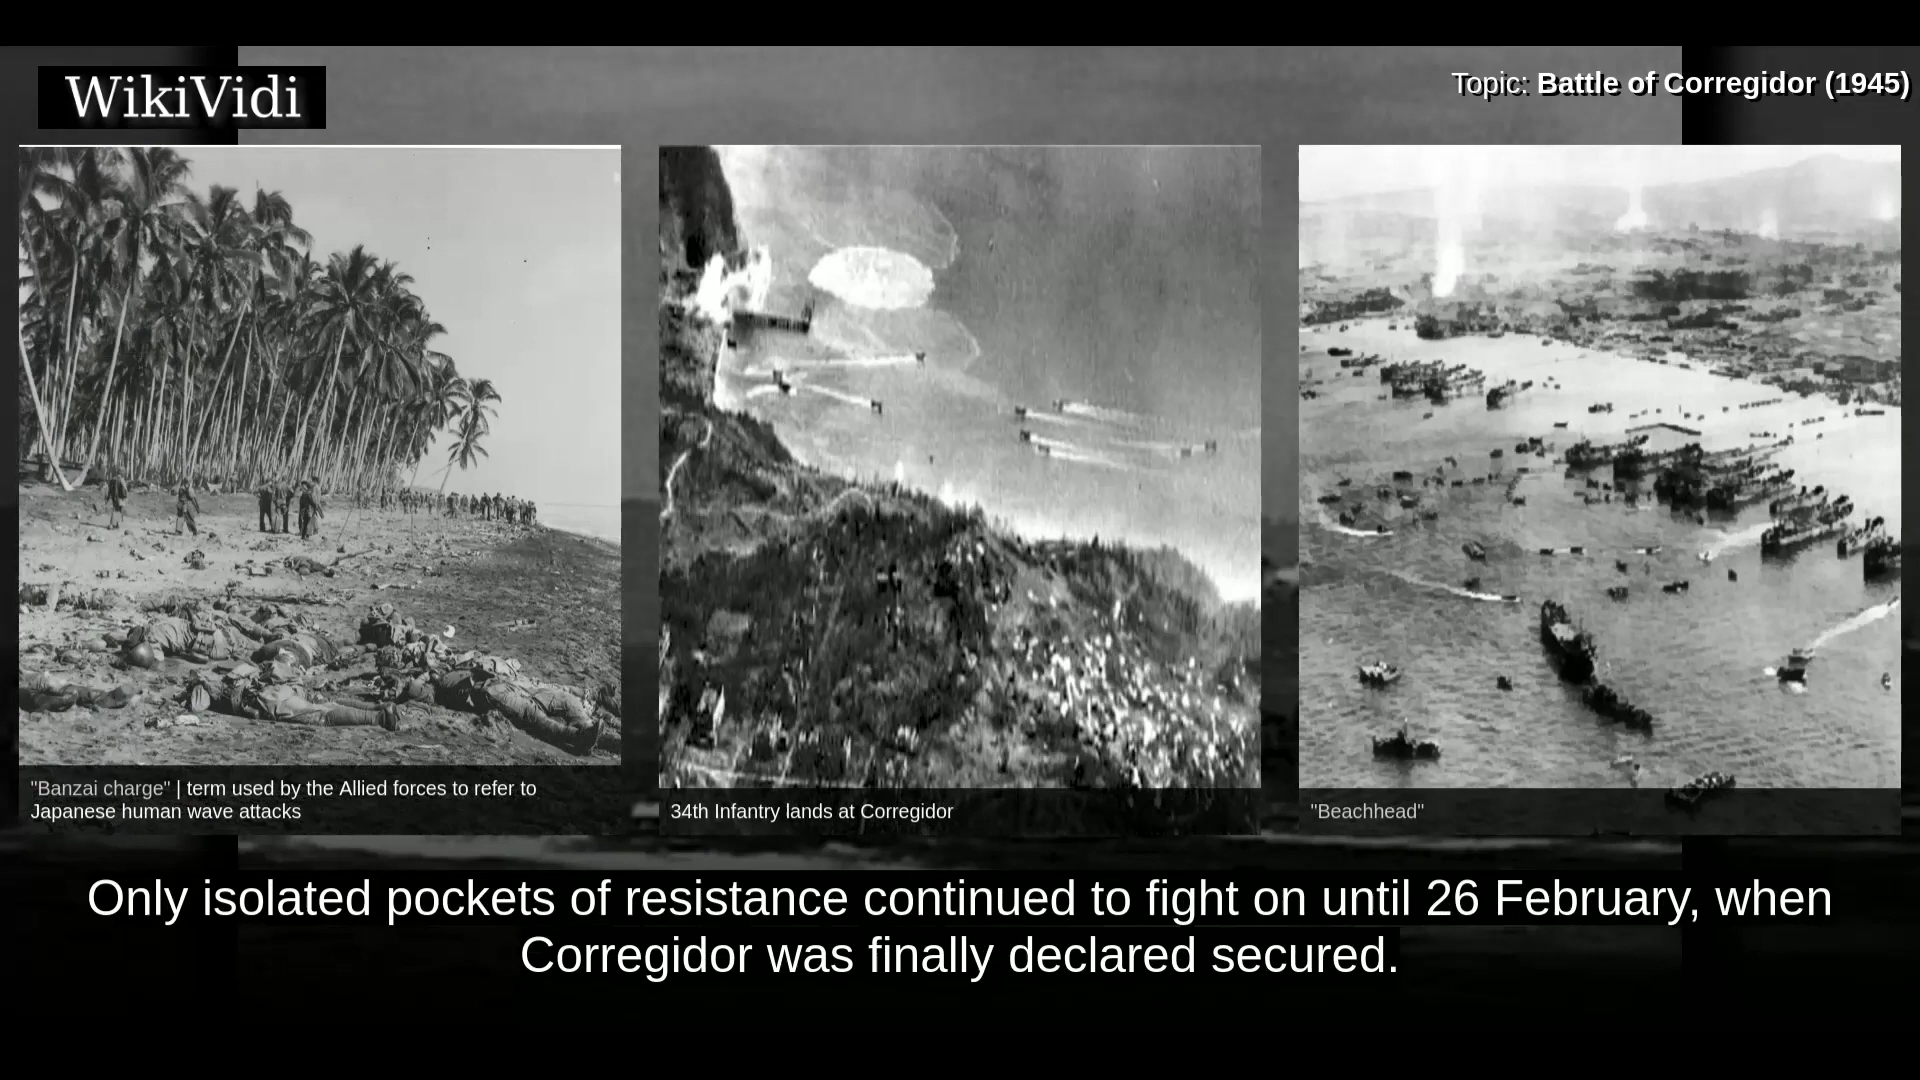 WikiVidi
Topic: Battle of Corregidor (1945)
"Banzai charge" | term used by the Allied forces to refer to
Japanese human wave attacks
34th Infantry lands at Corregidor
"Beachhead"
Only isolated pockets of resistance continued to fight on until 26 February, when
Corregidor was finally declared secured.